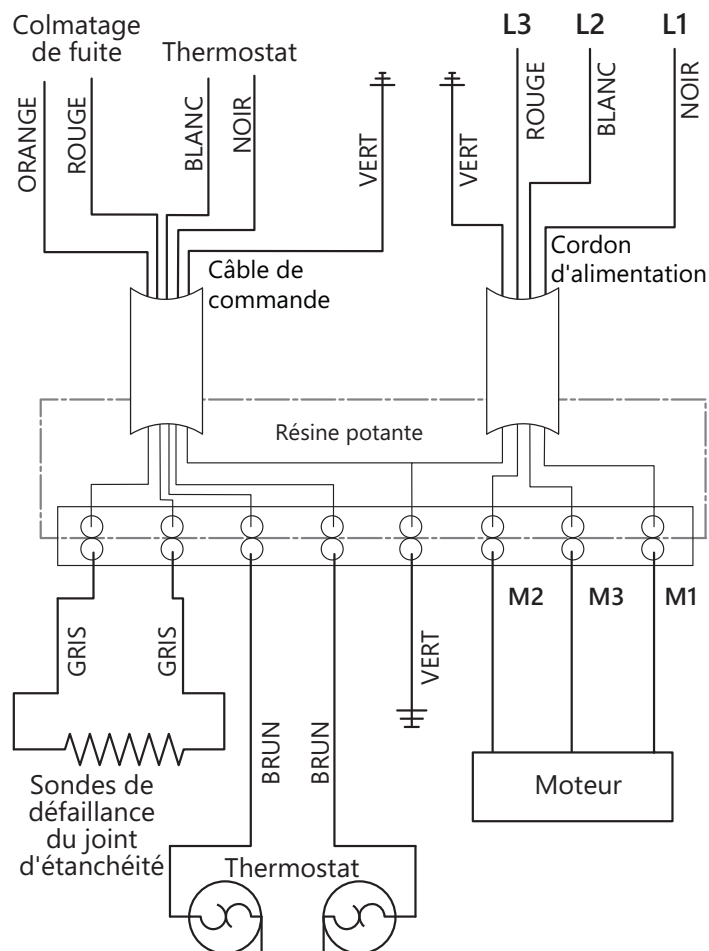 Colmatage
de fuite
Thermostat
L3
L2
L1
ORANGE
ROUGE
BLANC
NOIR
VERT
VERT
ROUGE
BLANC
NOIR
Câble de
commande
Cordon
d'alimentation
Résine potante
M2
M3
M1
GRIS
GRIS
BRUN
BRUN
VERT
Sondes de
défaillance
du joint
d'étanchéité
Moteur
Thermostat